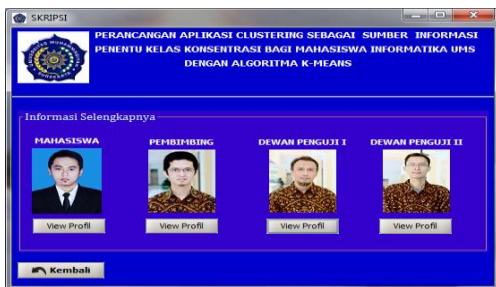 SKRIPSI
PERANCANGAN APLIKASI CLUSTERING SEBAGAI SUMBER INFORMASI
PENENTU KELAS KONSENTRASI BAGI MAHASISWA INFORMATIKA UMS
DENGAN ALGORITMA K-MEANS
Informasi Selengkapnya
MAHASISWA PEMBIMBING DEWAN PENGUJI I DEWAN PENGUJI II
View Profil View Profil View Profil View Profil
Kembali